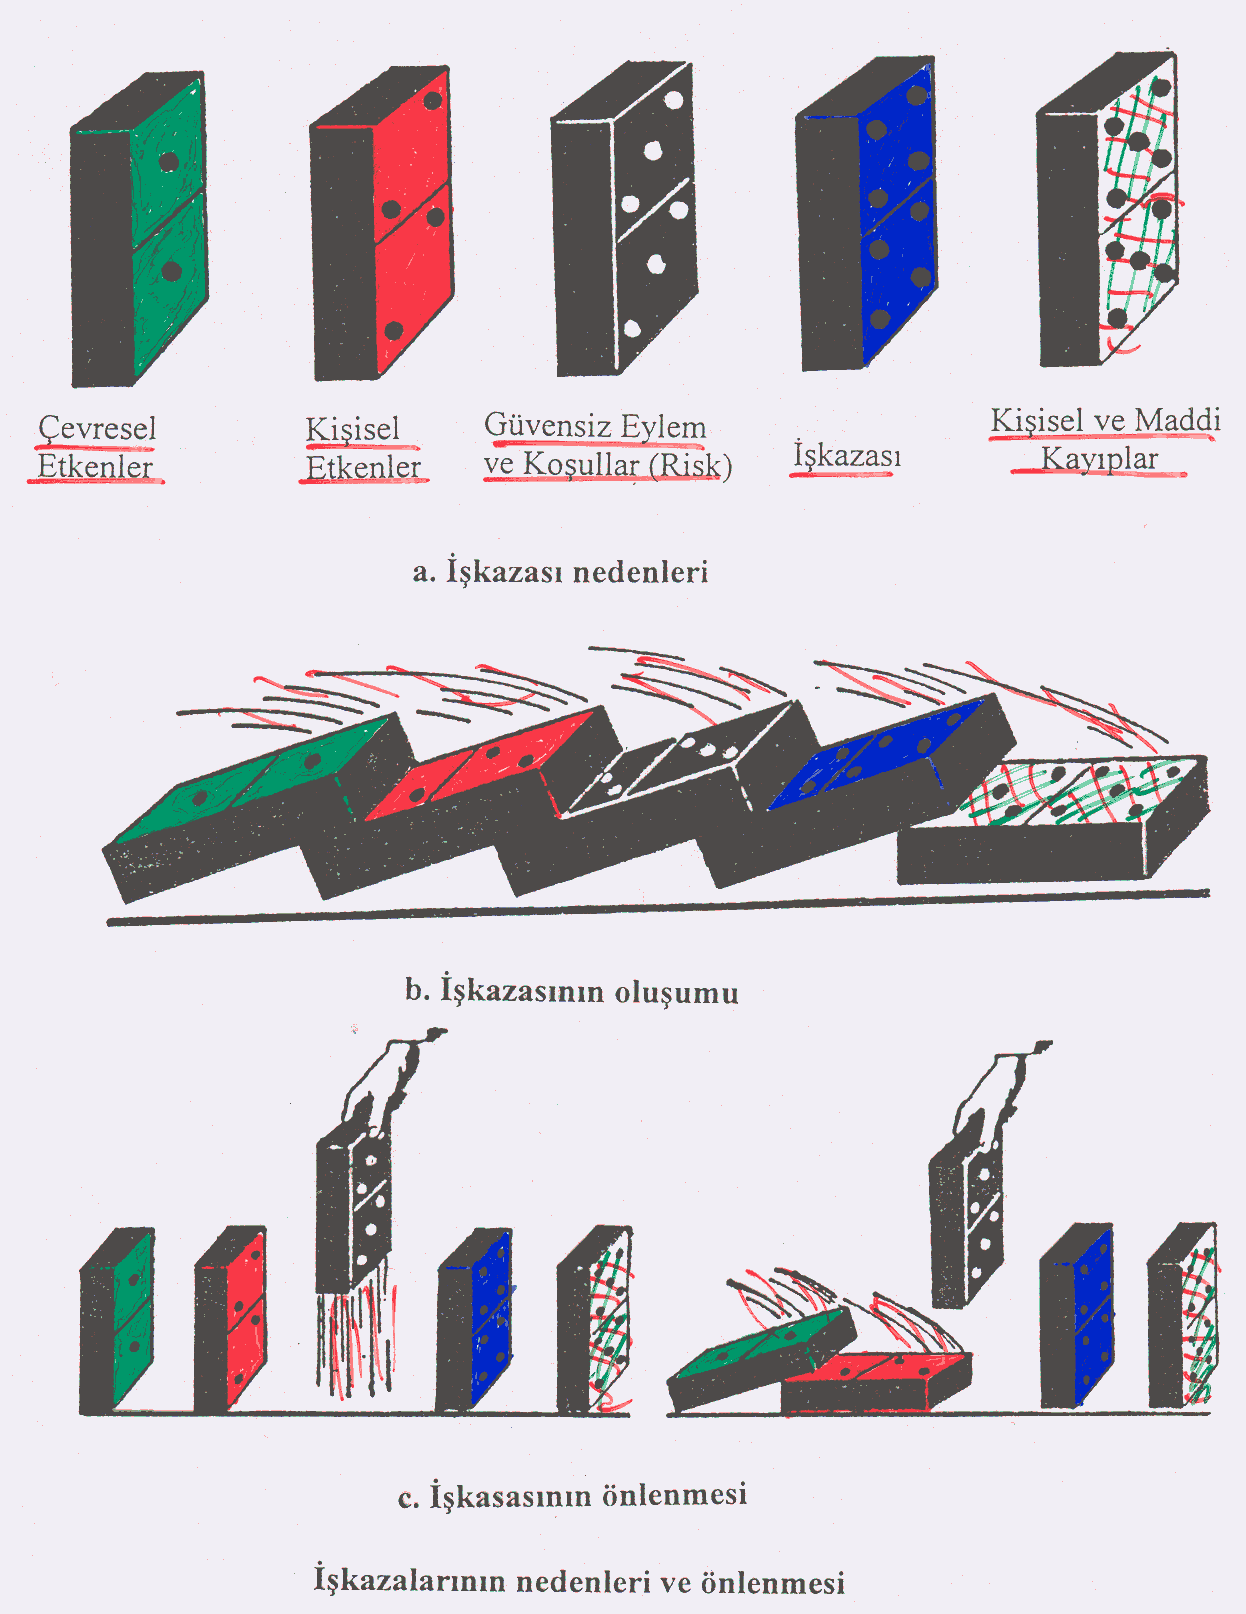 Çevresel
Etkenler
Kişisel
Etkenler
Güvensiz Eylem
ve Koşullar (Risk)
İşkazası
Kişisel ve Maddi
Kayıplar
a. İşkazası nedenleri
b. İşkazasının oluşumu
c. İşkasasının önlenmesi
İşkazalarının nedenleri ve önlenmesi